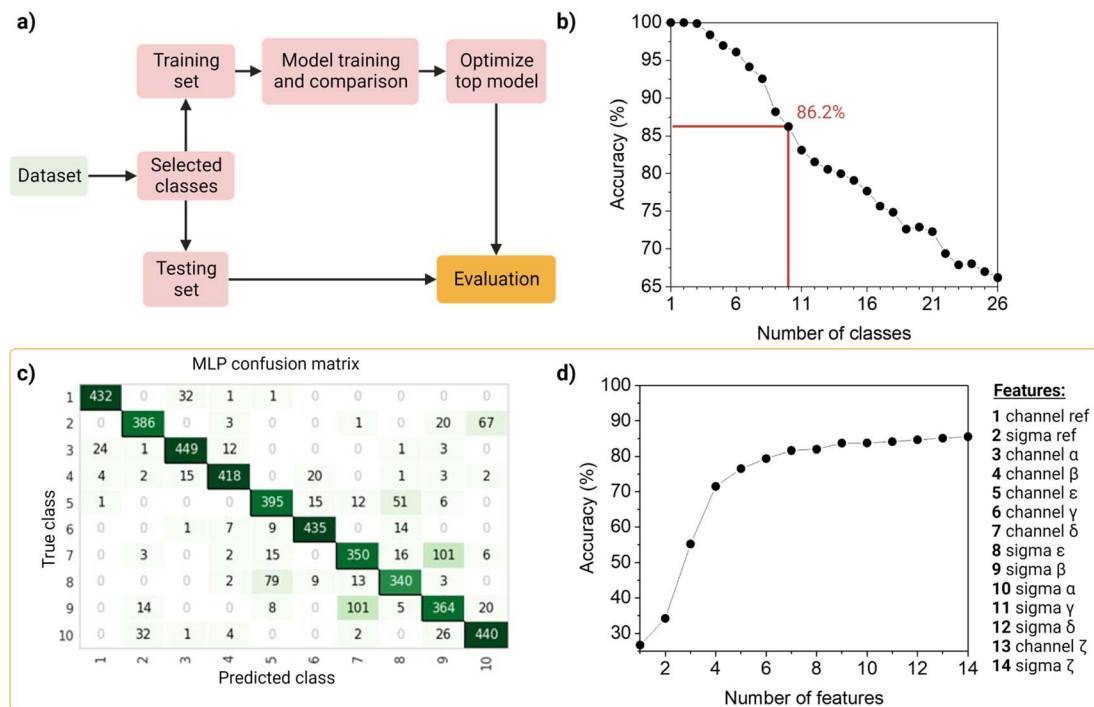 a)
Training
set
Model training
and comparison
Optimize
top model
Dataset
Selected
classes
Testing
set
Evaluation
b)
Accuracy (%)
100
95
90
85
80
75
70
65
86.2%
1 6 11 16 21 26
Number of classes
c)
MLP confusion matrix
True class
1 432 0 32 1 1 0 0 0 0 0
2 0 386 0 3 0 0 1 0 20 67
3 24 1 449 12 0 0 0 1 3 0
4 4 2 15 418 0 20 0 1 3 2
5 1 0 0 0 395 15 12 51 6 0
6 0 0 1 7 9 435 0 14 0 0
7 0 3 0 2 15 0 350 16 101 6
8 0 0 0 2 79 9 13 340 3 0
9 0 14 0 0 8 0 101 5 364 20
10 0 32 1 4 0 0 2 0 26 440
1 2 3 4 5 6 7 8 9 10
Predicted class
d)
Accuracy (%)
100
90
80
70
60
50
40
30
2 4 6 8 10 12 14
Number of features
Features:
1 channel ref
2 sigma ref
3 channel α
4 channel β
5 channel ε
6 channel γ
7 channel δ
8 sigma ε
9 sigma β
10 sigma α
11 sigma γ
12 sigma δ
13 channel ζ
14 sigma ζ